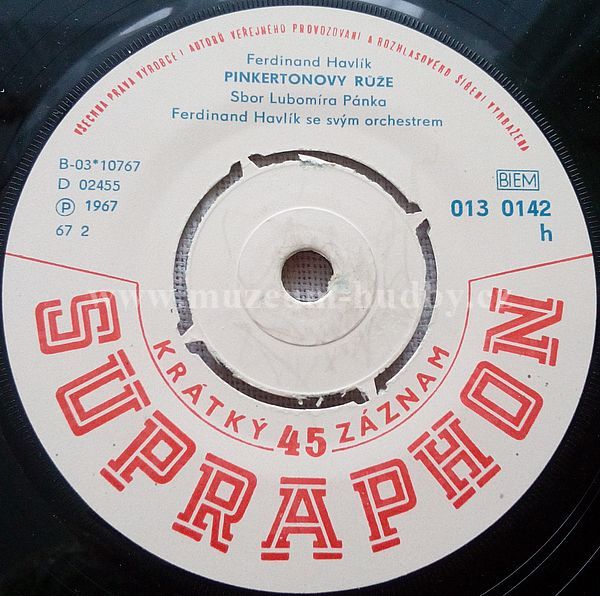 VŠECHNA PRÁVA VÝROBCE I AUTORŮ VEŘEJNÉHO PROVOZOVÁNÍ A ROZHLASOVÉHO ŠÍŘENÍ VYHRAZENA
Ferdinand Havlík
PINKERTONOVY RŮŽE
Sbor Lubomíra Pánka
Ferdinand Havlík se svým orchestrem
B-03*10767
D 02455
Ⓟ 1967
67 2
BIEM
013 0142
h
www.muzeum-hudby.cz
KRÁTKÝ 45 ZÁZNAM
SUPRAPHON